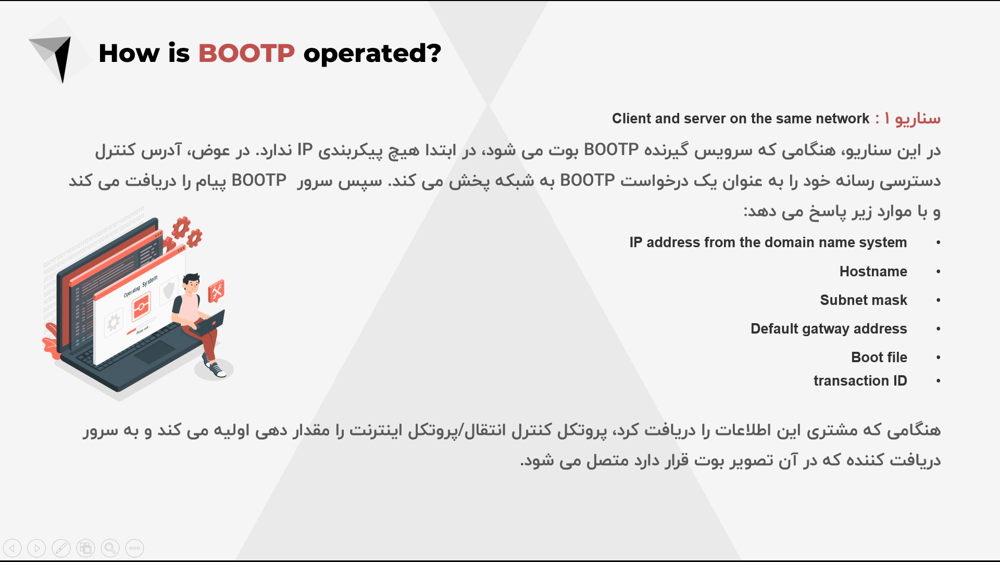 How is BOOTP operated?
سناریو ۱ : Client and server on the same network
در این سناریو، هنگامی که سرویس گیرنده BOOTP بوت می شود، در ابتدا هیچ پیکربندی IP ندارد. در عوض، آدرس کنترل
دسترسی رسانه خود را به عنوان یک درخواست BOOTP به شبکه پخش می کند. سپس سرور BOOTP پیام را دریافت می کند
و با موارد زیر پاسخ می دهد:
• IP address from the domain name system
• Hostname
• Subnet mask
• Default gatway address
• Boot file
• transaction ID
Operating System
Please wait...
هنگامی که مشتری این اطلاعات را دریافت کرد، پروتکل کنترل انتقال/پروتکل اینترنت را مقدار دهی اولیه می کند و به سرور
دریافت کننده که در آن تصویر بوت قرار دارد متصل می شود.